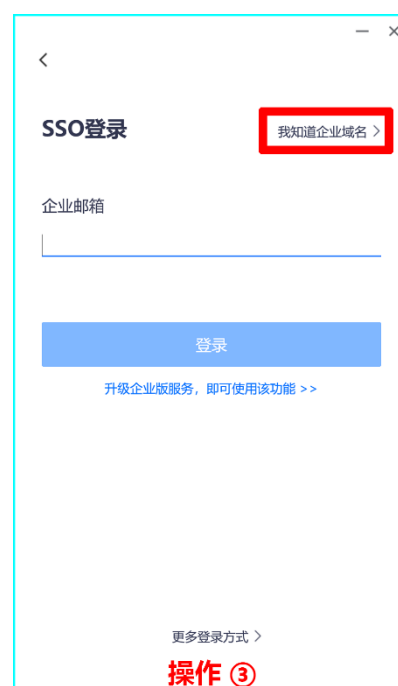 SSO登录
我知道企业域名 >
企业邮箱
登录
升级企业版服务，即可使用该功能 >>
更多登录方式 >
操作 ③